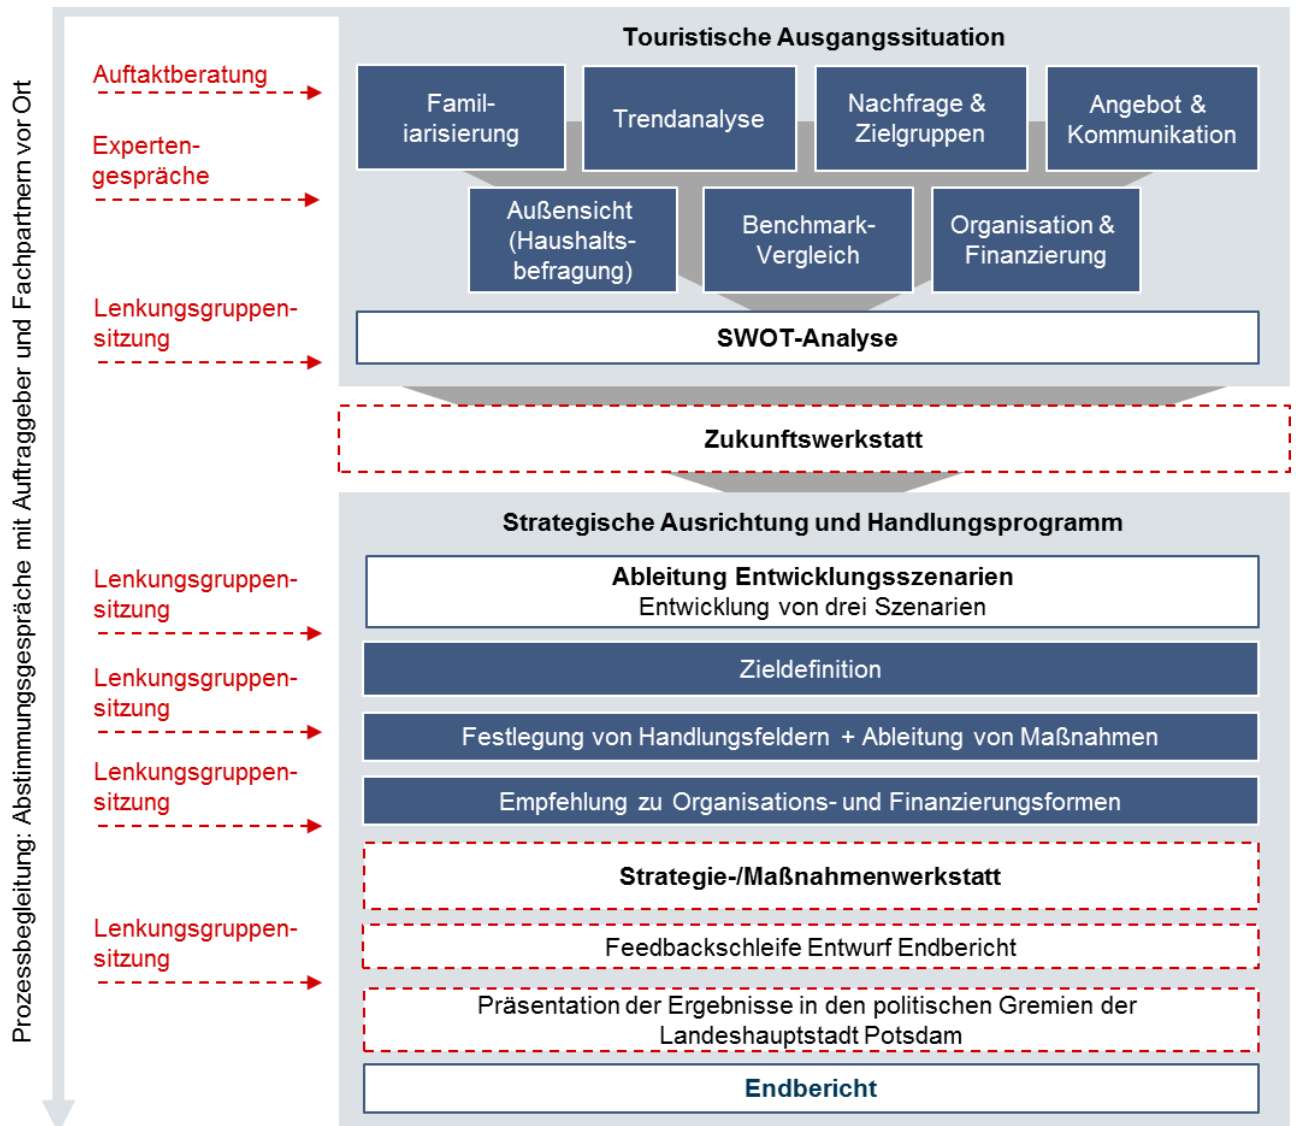 Prozessbegleitung: Abstimmungsgespräche mit Auftraggeber und Fachpartnern vor Ort
Touristische Ausgangssituation
Auftaktberatung
Famil-
iarisierung
Trendanalyse
Nachfrage &
Zielgruppen
Angebot &
Kommunikation
Experten-
gespräche
Außensicht
(Haushalts-
befragung)
Benchmark-
Vergleich
Organisation &
Finanzierung
Lenkungsgruppen-
sitzung
SWOT-Analyse
Zukunftswerkstatt
Strategische Ausrichtung und Handlungsprogramm
Lenkungsgruppen-
sitzung
Ableitung Entwicklungsszenarien
Entwicklung von drei Szenarien
Zieldefinition
Lenkungsgruppen-
sitzung
Festlegung von Handlungsfeldern + Ableitung von Maßnahmen
Lenkungsgruppen-
sitzung
Empfehlung zu Organisations- und Finanzierungsformen
Strategie-/Maßnahmenwerkstatt
Lenkungsgruppen-
sitzung
Feedbackschleife Entwurf Endbericht
Präsentation der Ergebnisse in den politischen Gremien der
Landeshauptstadt Potsdam
Endbericht